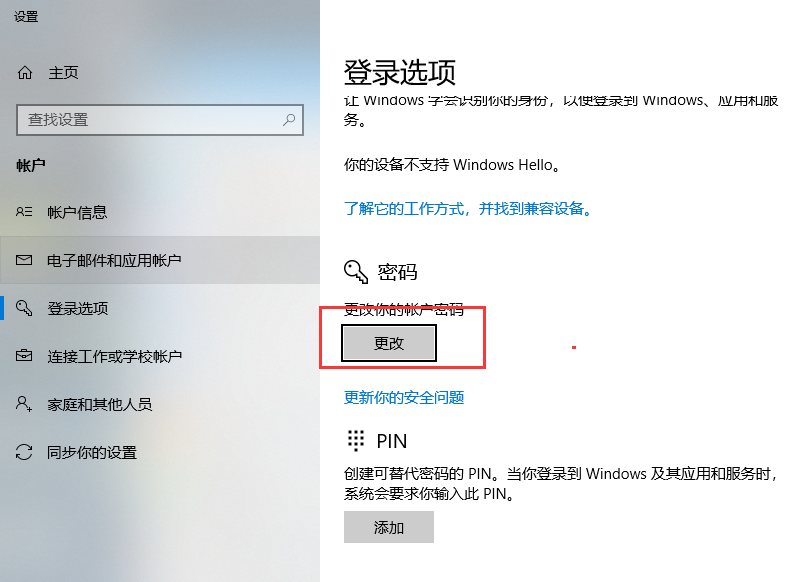 设置
主页
查找设置
帐户
帐户信息
电子邮件和应用帐户
登录选项
连接工作或学校帐户
家庭和其他人员
同步你的设置
登录选项
让 Windows 学会识别你的身份，以便登录到 Windows、应用和服
务。
你的设备不支持 Windows Hello。
了解它的工作方式，并找到兼容设备。
密码
更改你的帐户密码
更改
更新你的安全问题
PIN
创建可替代密码的 PIN。当你登录到 Windows 及其应用和服务时，
系统会要求你输入此 PIN。
添加